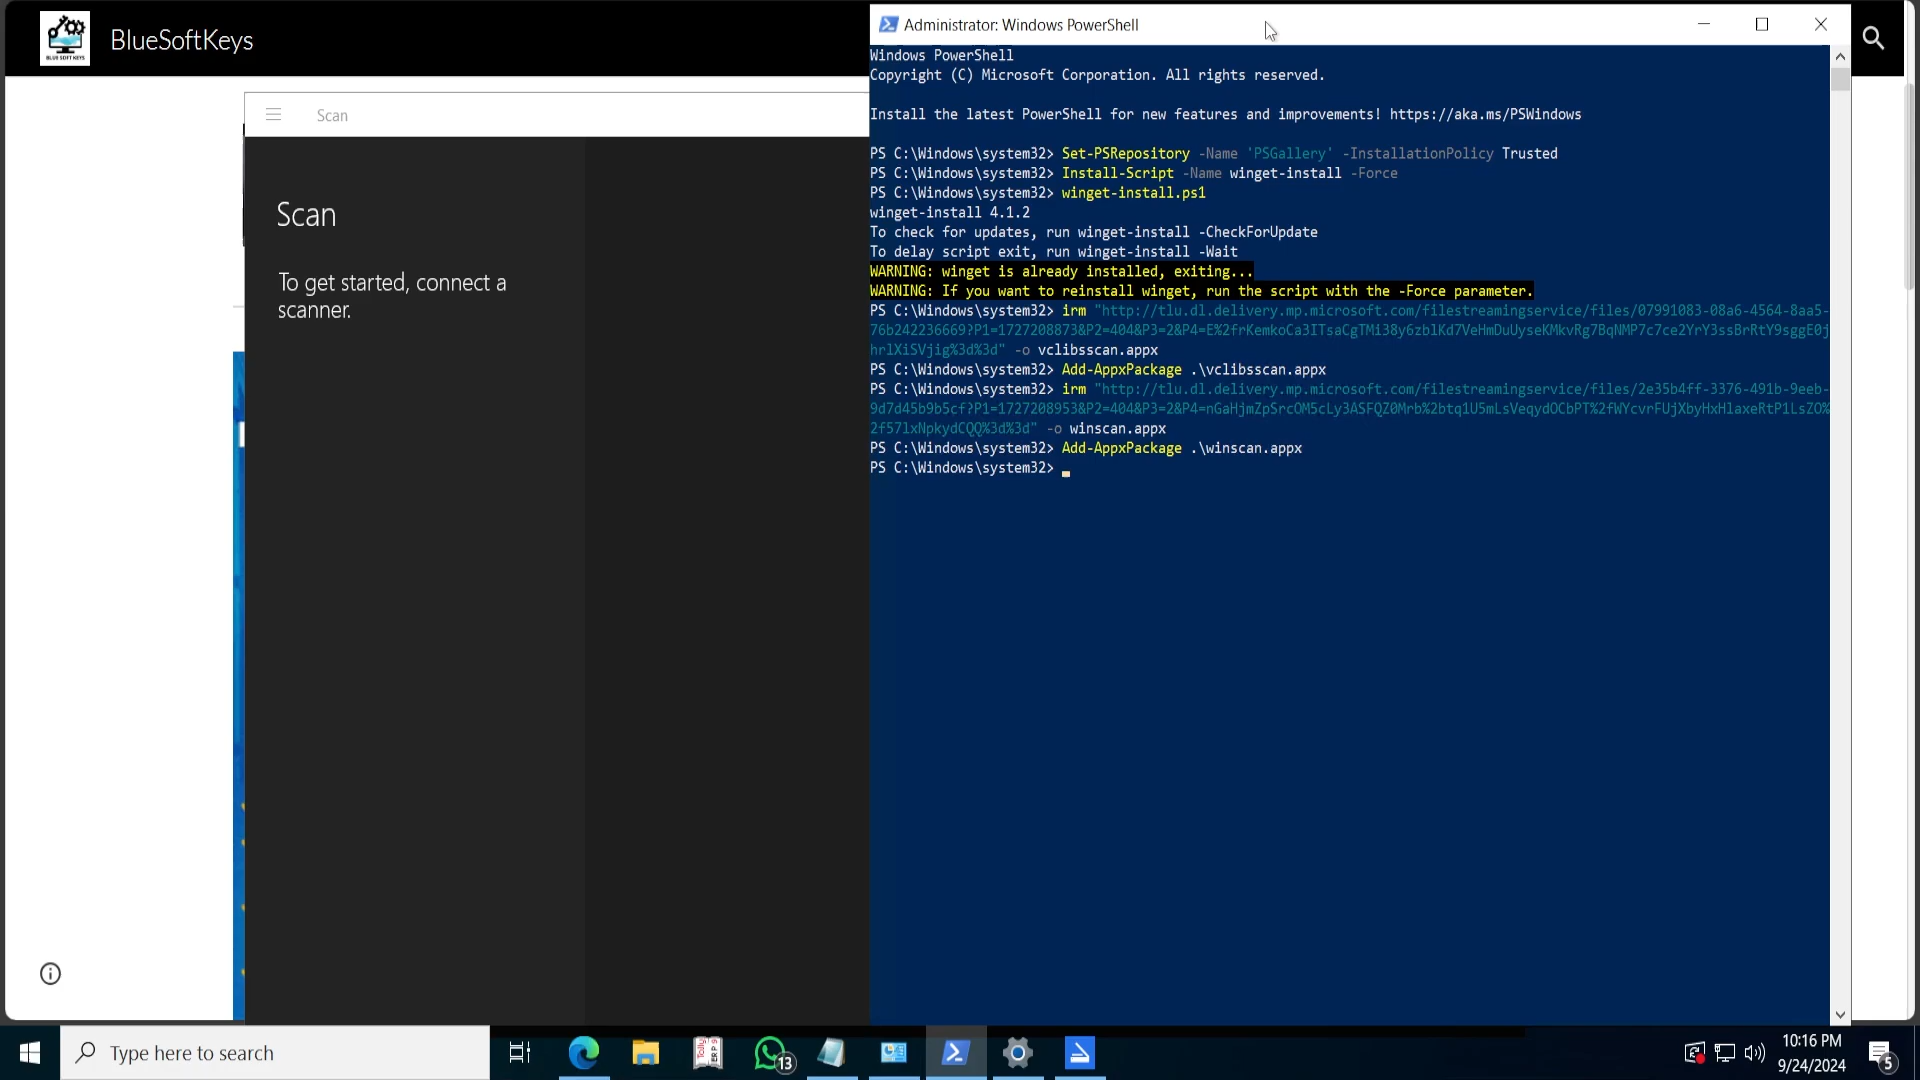 BLUE SOFT KEYS
BlueSoftKeys
Scan
Scan
To get started, connect a
scanner.
Administrator: Windows PowerShell
Windows PowerShell
Copyright (C) Microsoft Corporation. All rights reserved.
Install the latest PowerShell for new features and improvements! https://aka.ms/PSWindows
PS C:\Windows\system32> Set-PSRepository -Name 'PSGallery' -InstallationPolicy Trusted
PS C:\Windows\system32> Install-Script -Name winget-install -Force
PS C:\Windows\system32> winget-install.ps1
winget-install 4.1.2
To check for updates, run winget-install -CheckForUpdate
To delay script exit, run winget-install -Wait
WARNING: winget is already installed, exiting...
WARNING: If you want to reinstall winget, run the script with the -Force parameter.
PS C:\Windows\system32> irm "http://tlu.dl.delivery.mp.microsoft.com/filestreamingservice/files/07991083-08a6-4564-8aa5-
76b242236669?P1=1727208873&P2=404&P3=2&P4=E%2frKemkoCa3ITsaCgTMi38y6zblKd7VeHmDuUyseKMkvRg7BqNMP7c7ce2YrY3ssBrRtY9sggE0j
hrlXiSVjig%3d%3d" -o vclibsscan.appx
PS C:\Windows\system32> Add-AppxPackage .\vclibsscan.appx
PS C:\Windows\system32> irm "http://tlu.dl.delivery.mp.microsoft.com/filestreamingservice/files/2e35b4ff-3376-491b-9eeb-
9d7d45b9b5cf?P1=1727208953&P2=404&P3=2&P4=nGaHjmZpSrcOM5cLy3ASFQZ0Mrb%2btq1U5mLsVeqydOCbPT%2fWYcvrFUjXbyHxHlaxeRtP1LsZO%
2f57lxNpkydCQQ%3d%3d" -o winscan.appx
PS C:\Windows\system32> Add-AppxPackage .\winscan.appx
PS C:\Windows\system32>
Type here to search
13
10:16 PM
9/24/2024
5